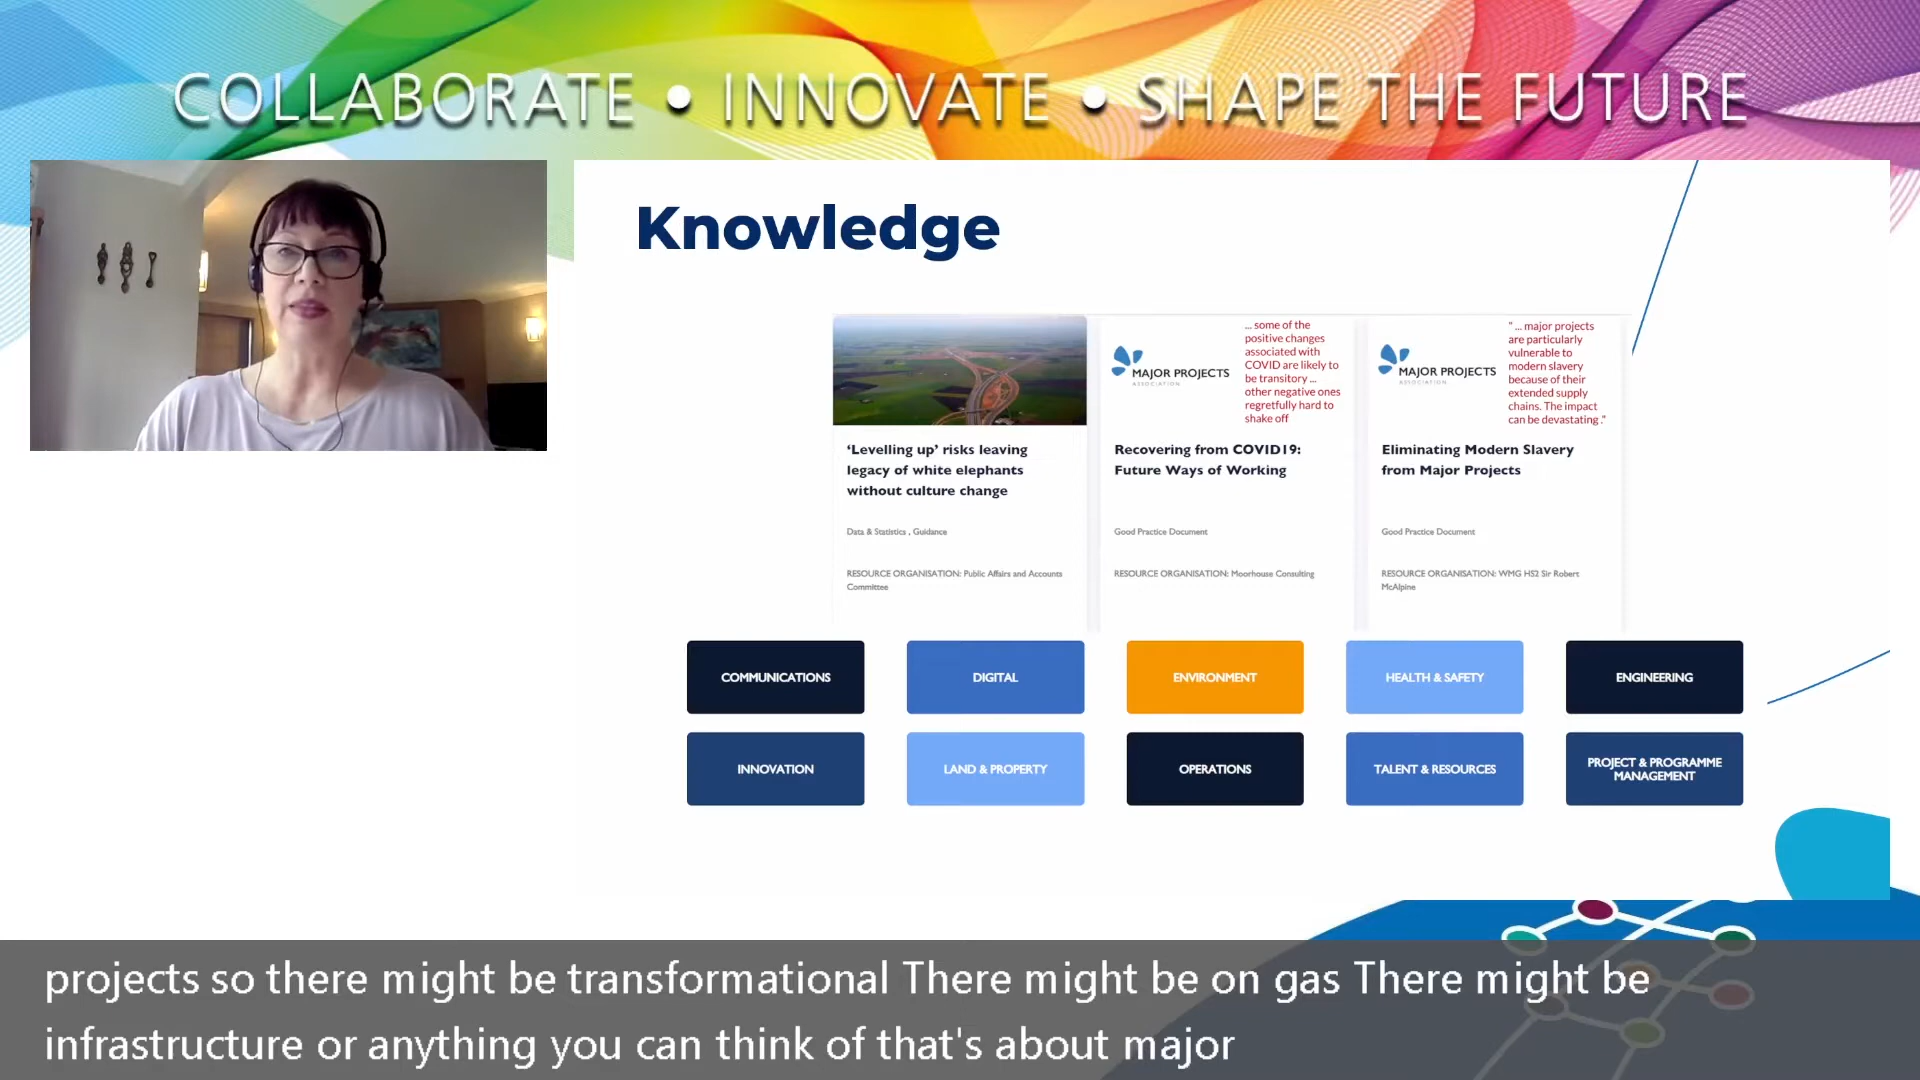 COLLABORATE • INNOVATE • SHAPE THE FUTURE
Knowledge
‘Levelling up’ risks leaving
legacy of white elephants
without culture change
Data & Statistics , Guidance
RESOURCE ORGANISATION: Public Affairs and Accounts
Committee
MAJOR PROJECTS
ASSOCIATION
... some of the
positive changes
associated with
COVID are likely to
be transitory ...
other negative ones
regretfully hard to
shake off
Recovering from COVID19:
Future Ways of Working
Good Practice Document
RESOURCE ORGANISATION: Moorhouse Consulting
MAJOR PROJECTS
ASSOCIATION
“ ... major projects
are particularly
vulnerable to
modern slavery
because of their
extended supply
chains. The impact
can be devastating .”
Eliminating Modern Slavery
from Major Projects
Good Practice Document
RESOURCE ORGANISATION: WMG HS2 Sir Robert
McAlpine
COMMUNICATIONS
DIGITAL
ENVIRONMENT
HEALTH & SAFETY
ENGINEERING
INNOVATION
LAND & PROPERTY
OPERATIONS
TALENT & RESOURCES
PROJECT & PROGRAMME
MANAGEMENT
projects so there might be transformational There might be on gas There might be
infrastructure or anything you can think of that's about major